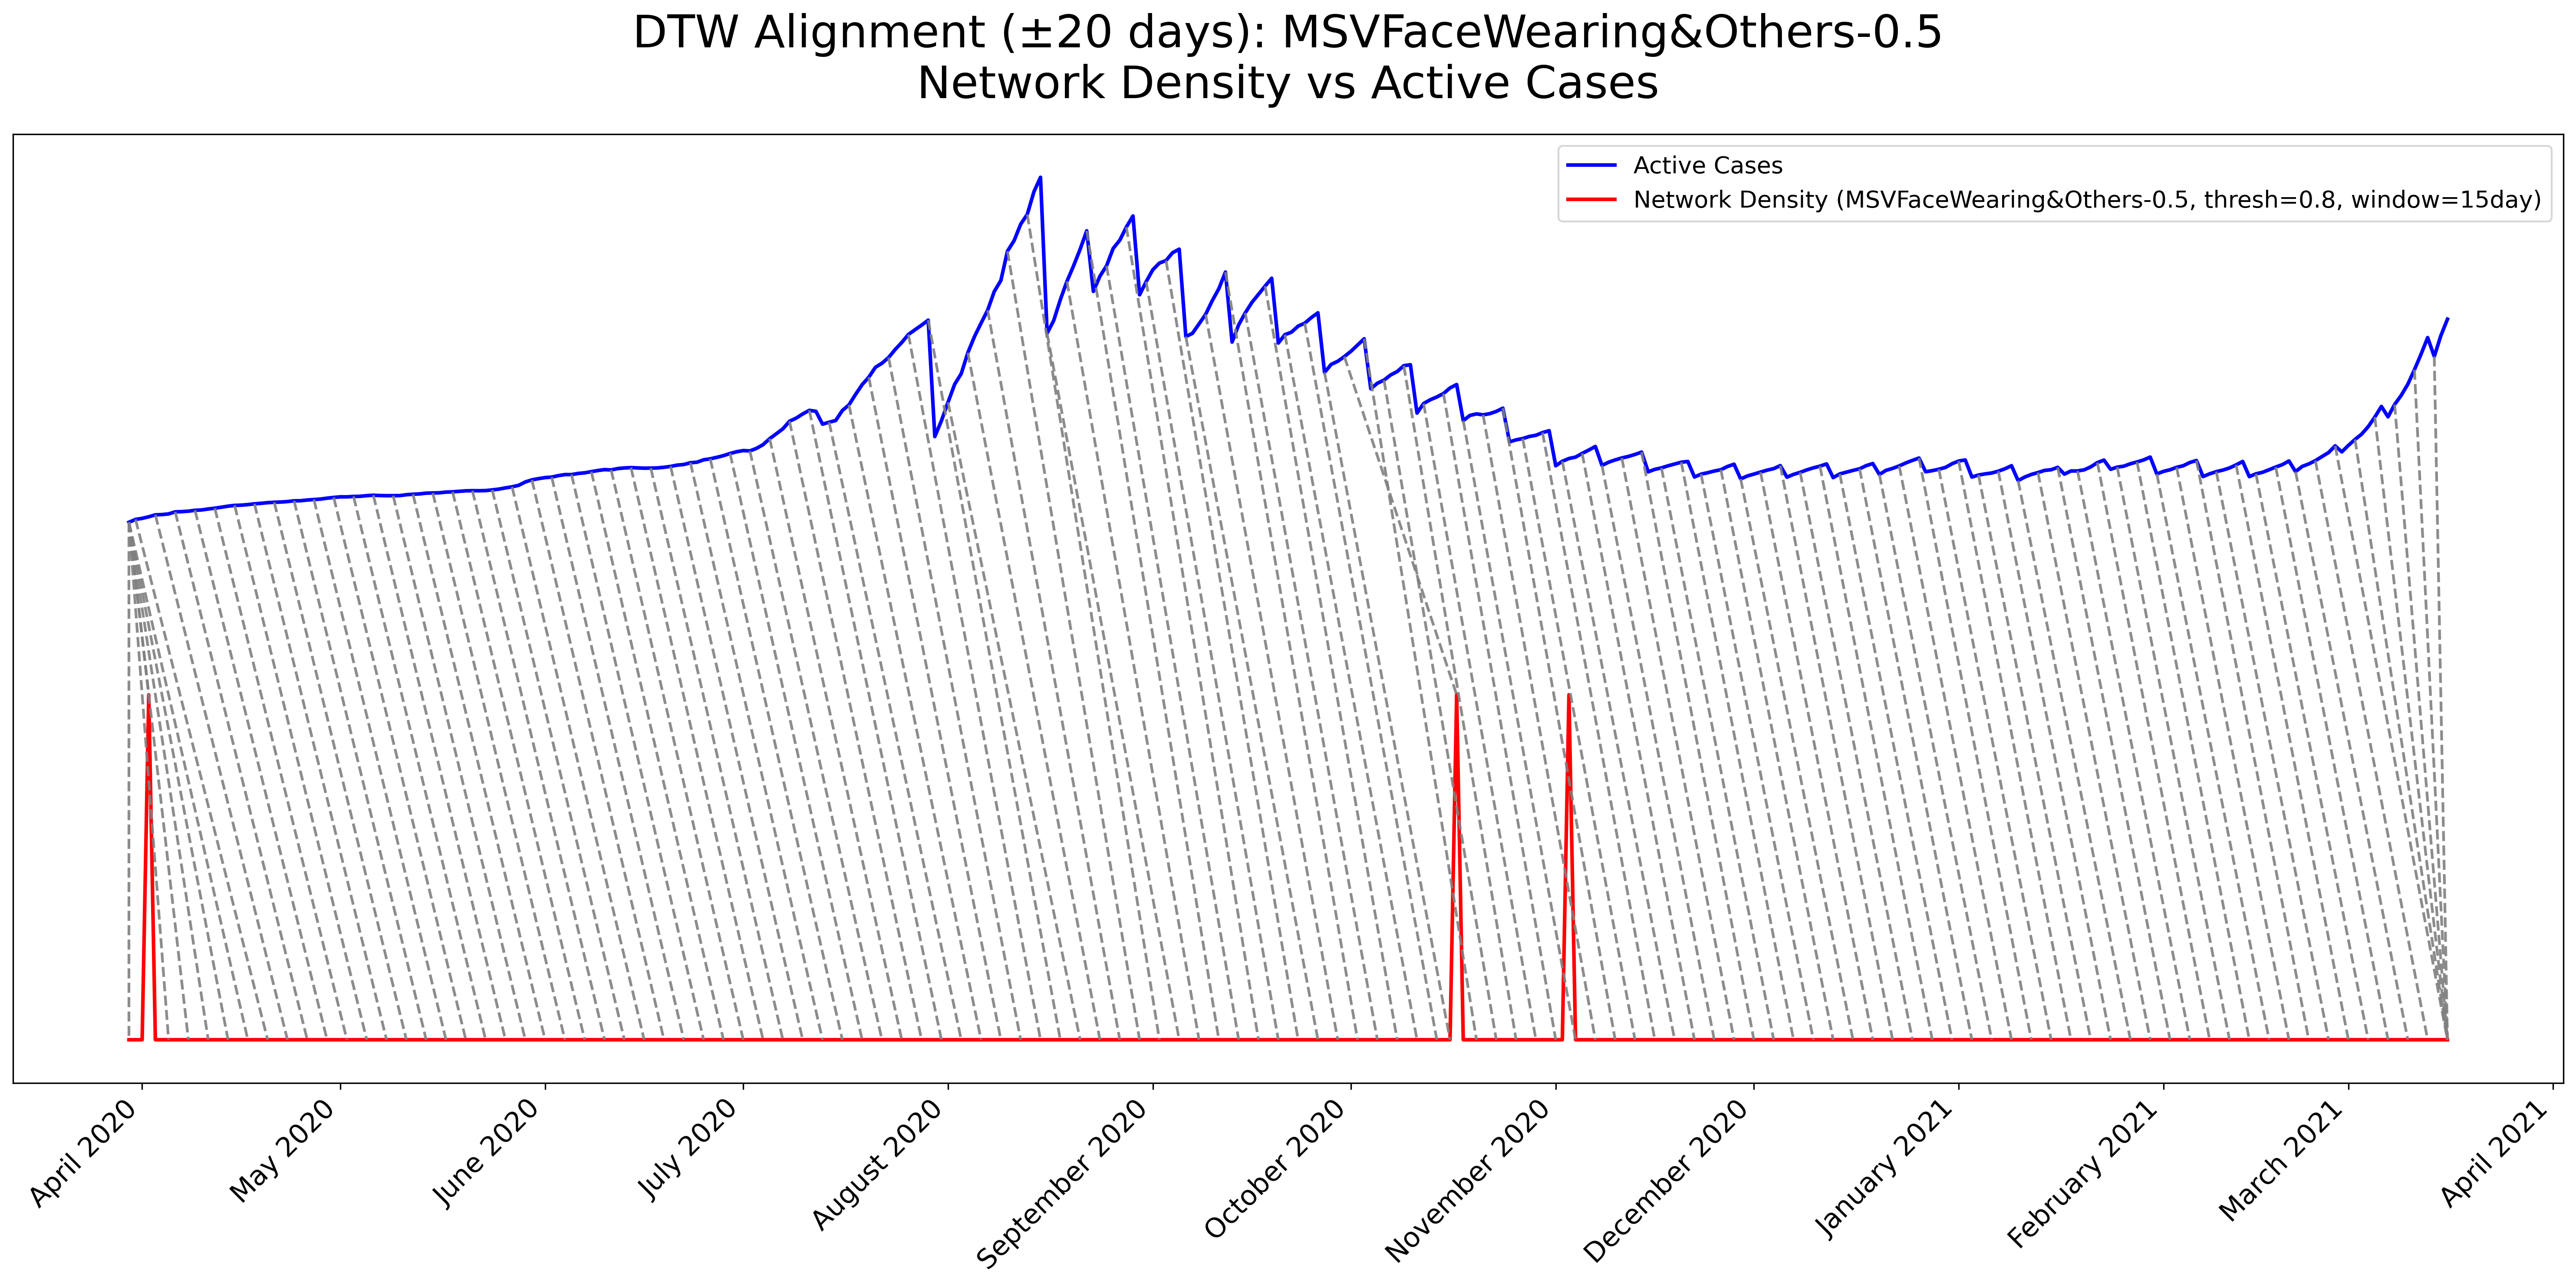 DTW Alignment (±20 days): MSVFaceWearing&Others-0.5
Network Density vs Active Cases
Active Cases
Network Density (MSVFaceWearing&Others-0.5, thresh=0.8, window=15day)
April 2020
May 2020
June 2020
July 2020
August 2020
September 2020
October 2020
November 2020
December 2020
January 2021
February 2021
March 2021
April 2021